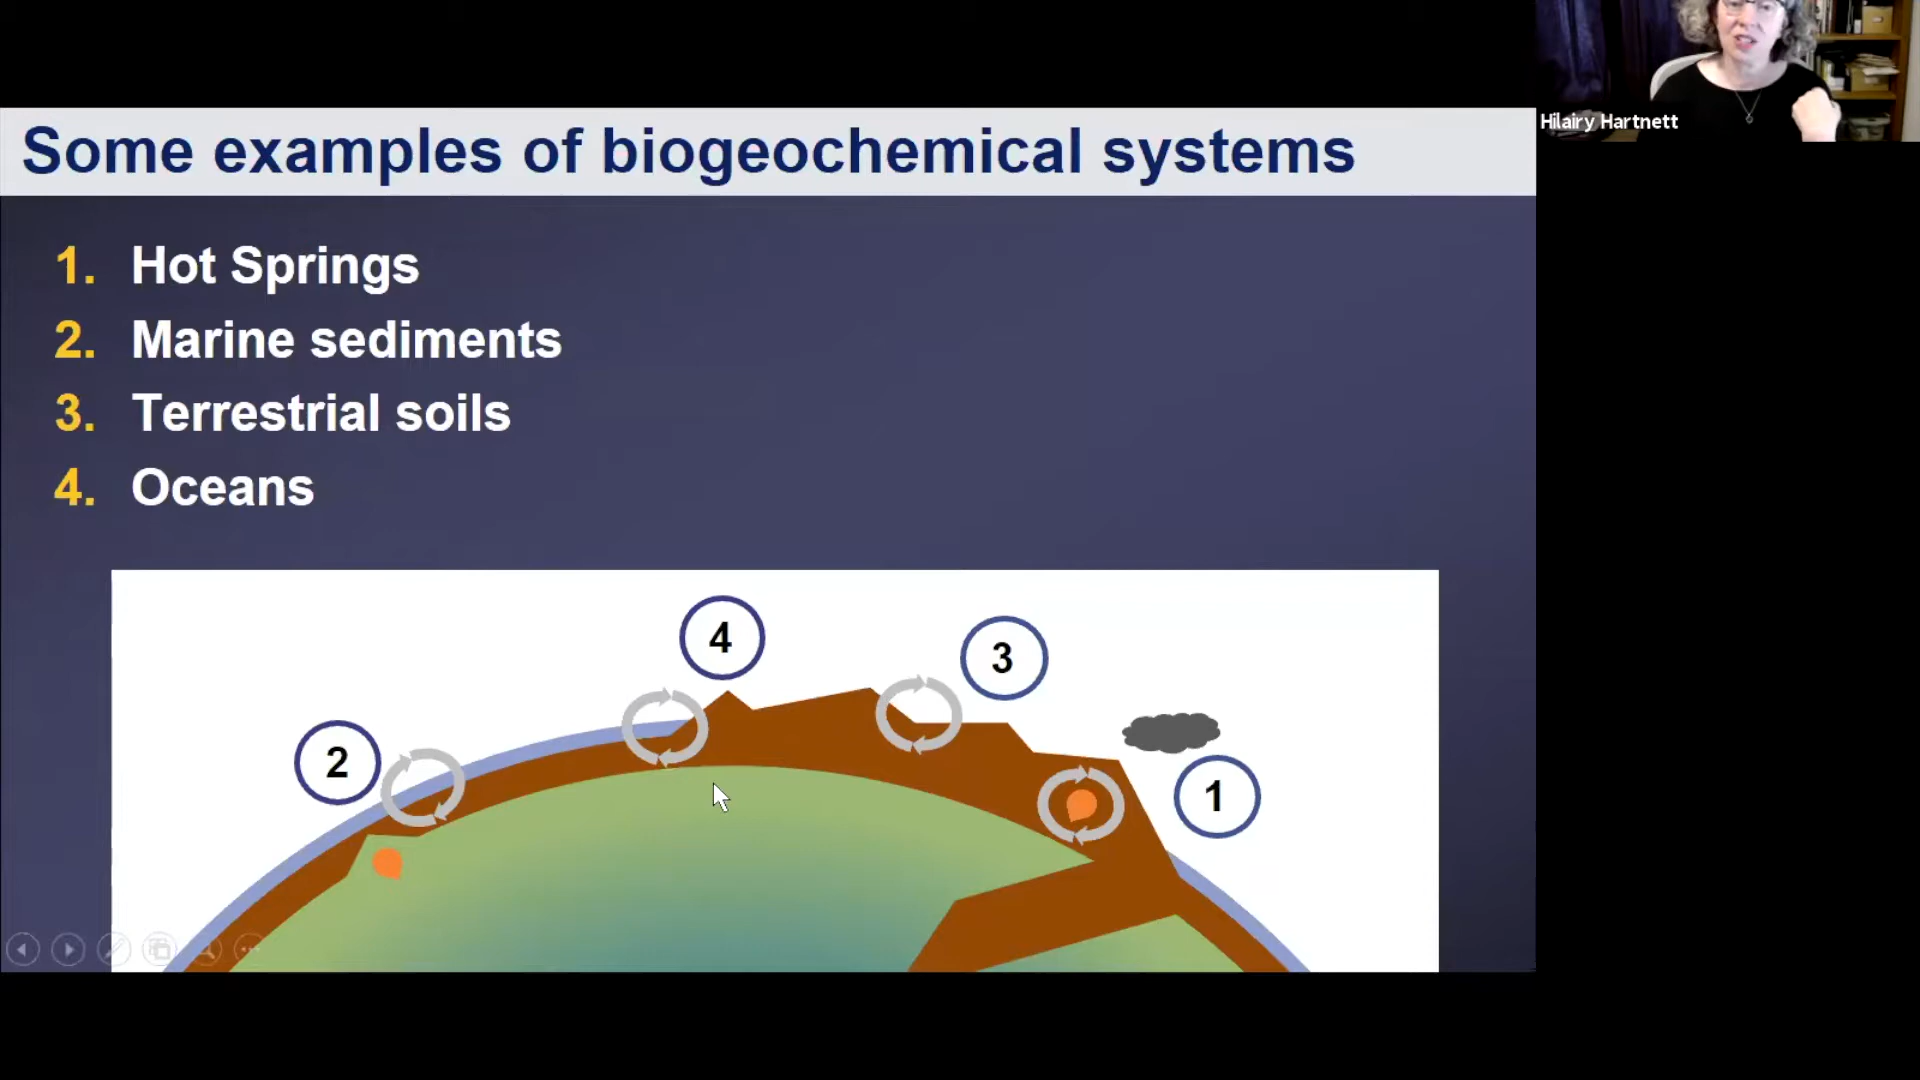 Some examples of biogeochemical systems
Hilairy Hartnett
1. Hot Springs
2. Marine sediments
3. Terrestrial soils
4. Oceans
4
3
2
1